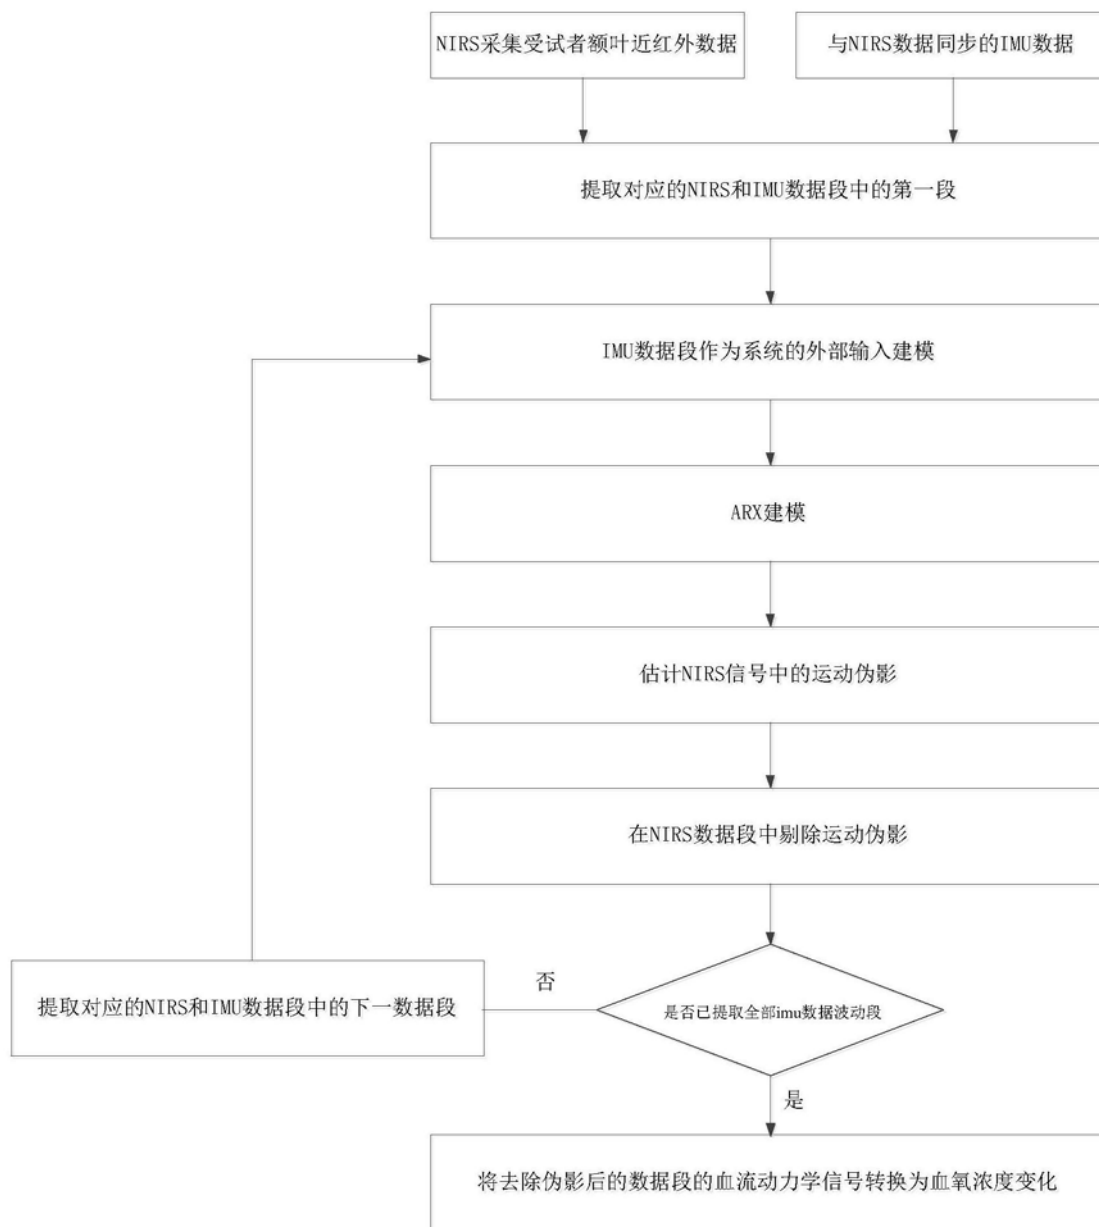 NIRS采集受试者额叶近红外数据
与NIRS数据同步的IMU数据
提取对应的NIRS和IMU数据段中的第一段
IMU数据段作为系统的外部输入建模
ARX建模
估计NIRS信号中的运动伪影
在NIRS数据段中剔除运动伪影
是否已提取全部imu数据波动段
否
提取对应的NIRS和IMU数据段中的下一数据段
是
将去除伪影后的数据段的血流动力学信号转换为血氧浓度变化